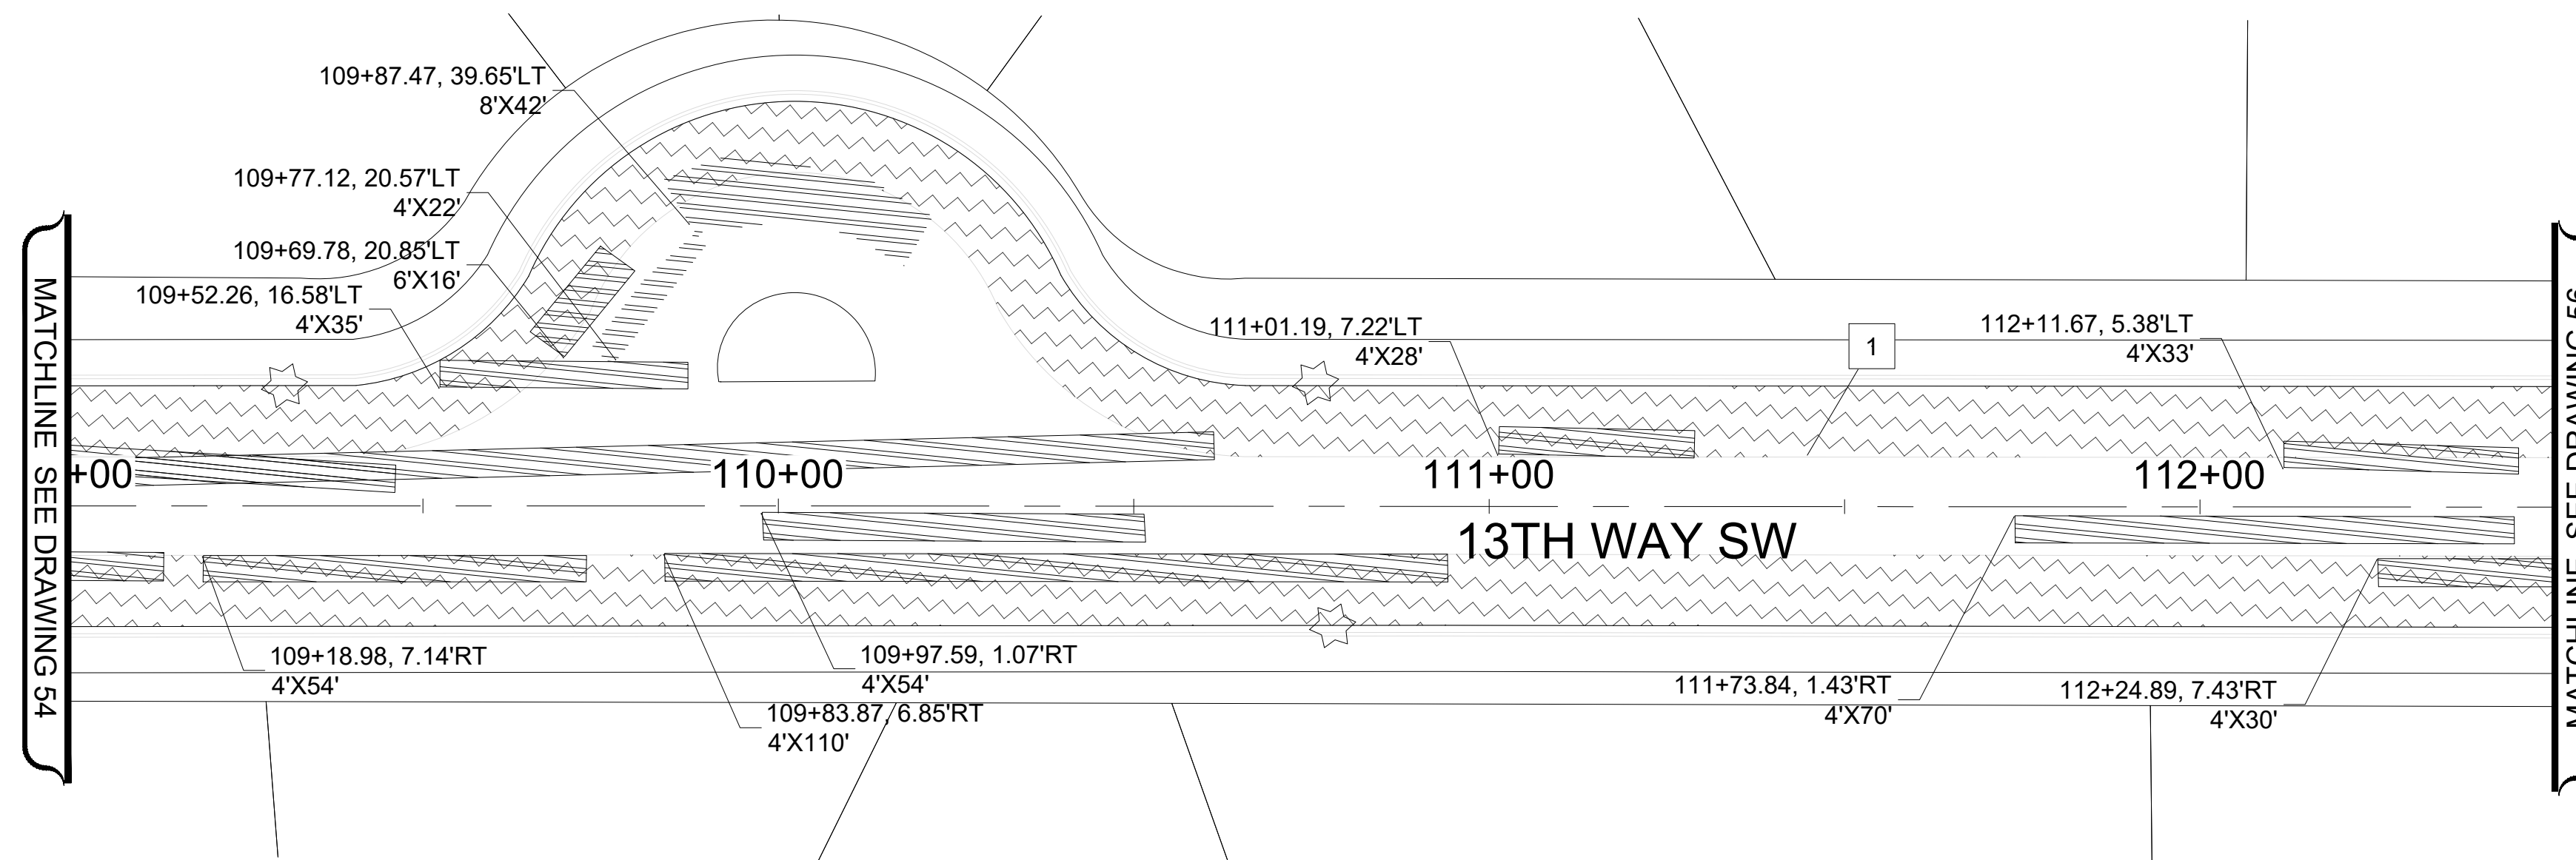 109+87.47, 39.65'LT
8'X42'
109+77.12, 20.57'LT
4'X22'
109+69.78, 20.85'LT
6'X16'
109+52.26, 16.58'LT
4'X35'
111+01.19, 7.22'LT
4'X28'
1
112+11.67, 5.38'LT
4'X33'
MATCHLINE SEE DRAWING 54
+00
110+00
111+00
112+00
13TH WAY SW
109+18.98, 7.14'RT
4'X54'
109+97.59, 1.07'RT
4'X54'
109+83.87, 6.85'RT
4'X110'
111+73.84, 1.43'RT
4'X70'
112+24.89, 7.43'RT
4'X30'
MATCHLINE SEE DRAWING 56